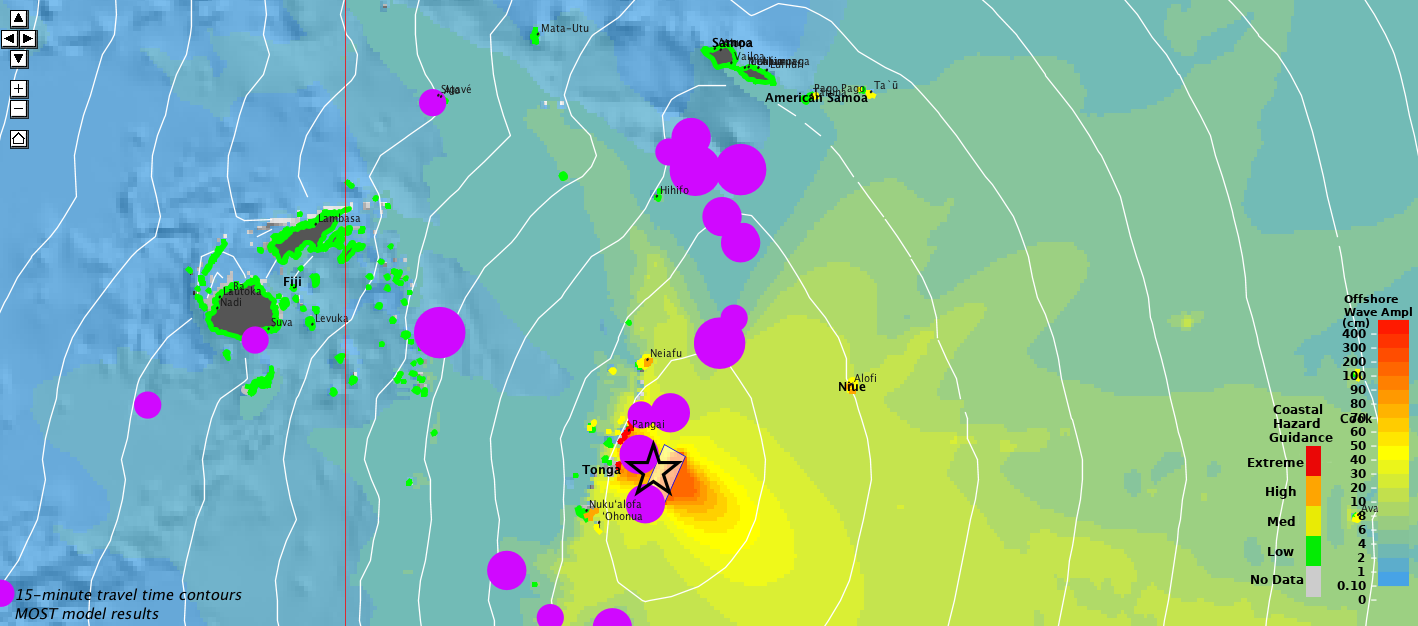 Mata-Utu
Samoa
Vailoa
American Samoa
Pago Pago
Ta`ū
Hihifo
Lambasa
Fiji
Lautoka
Nadi
Suva
Levuka
Neiafu
Alofi
Niue
Pangai
Tonga
Nuku'alofa
'Ohonua
Offshore
Wave Ampl
(cm)
400
300
200
100
90
80
70
60
50
40
30
20
10
8
6
4
2
1
0.10
0
Cook
Coastal
Hazard
Guidance
Extreme
High
Med
Low
No Data
15-minute travel time contours
MOST model results